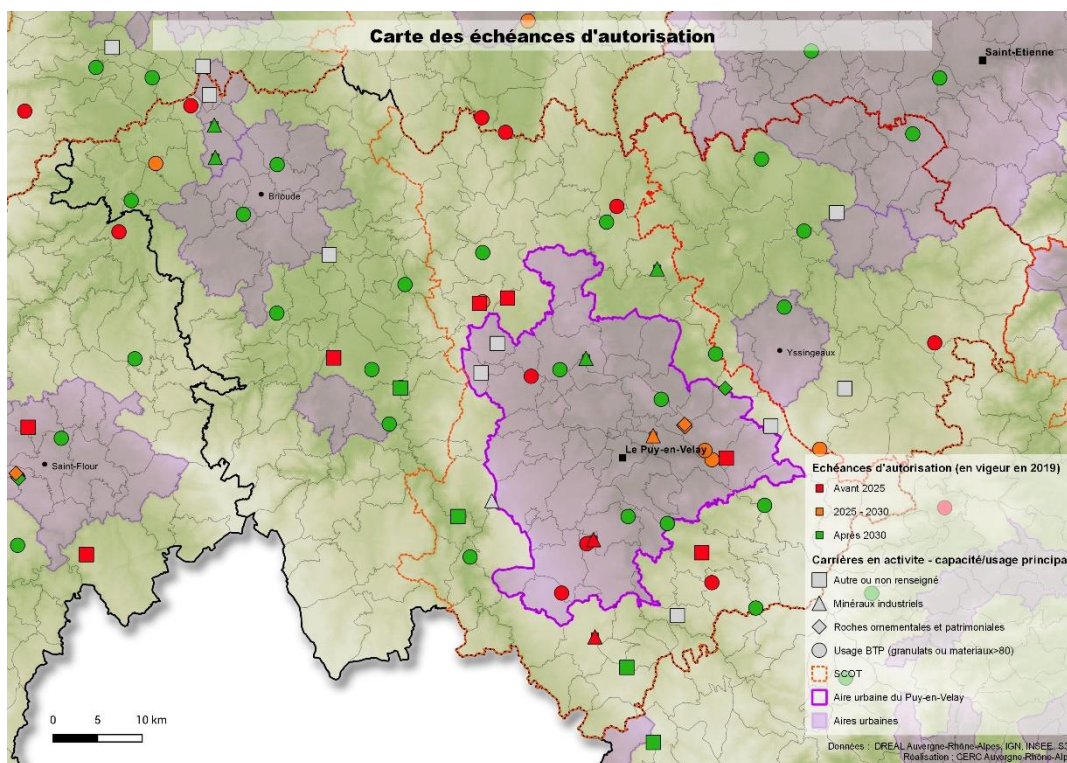 Carte des échéances d'autorisation
Saint-Etienne
Brioude
Yssingeaux
Le Puy-en-Velay
Saint-Flour
Echéances d'autorisation (en vigeur en 2019)
Avant 2025
2025 - 2030
Après 2030
Carrières en activite - capacité/usage principa
Autre ou non renseigné
Minéraux industriels
Roches ornementales et patrimoniales
Usage BTP (granulats ou materiaux>80)
SCOT
Aire urbaine du Puy-en-Velay
Aires urbaines
0 5 10 km
Données : DREAL Auvergne-Rhône-Alpes, IGN, INSEE, S3
Réalisation : CERC Auvergne-Rhône-Alp